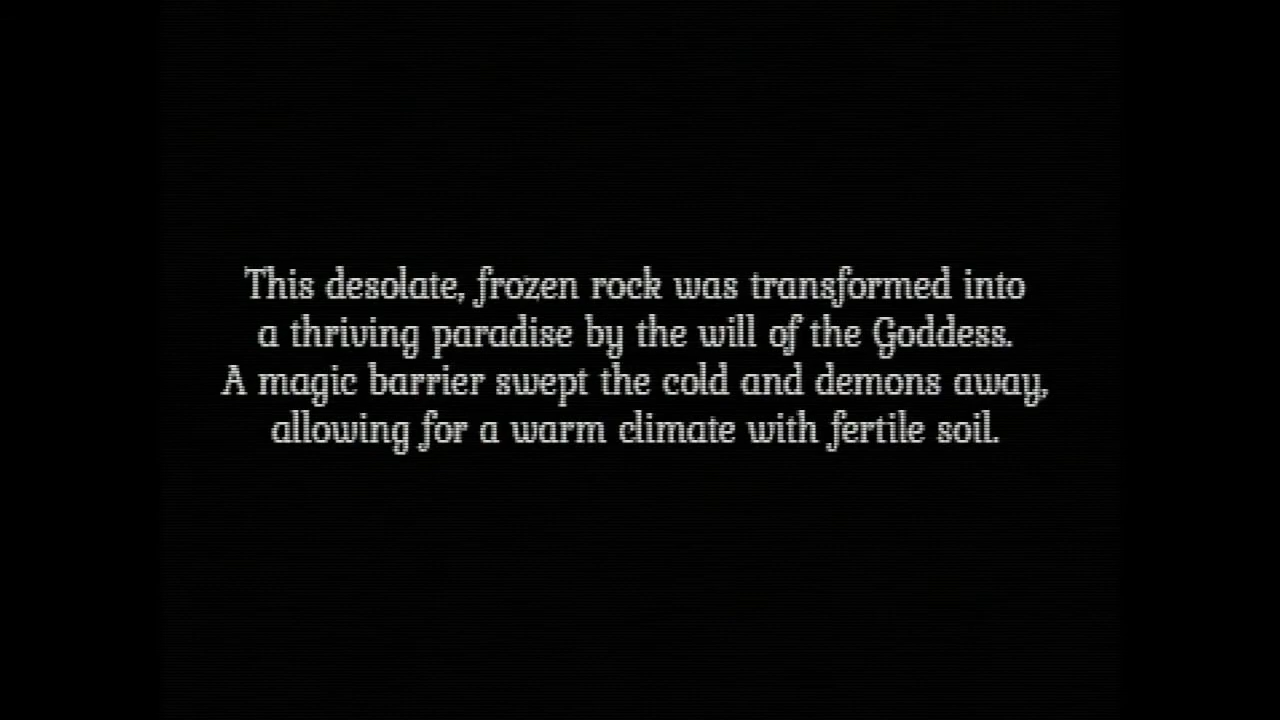 This desolate, frozen rock was transformed into
a thriving paradise by the will of the Goddess.
A magic barrier swept the cold and demons away,
allowing for a warm climate with fertile soil.